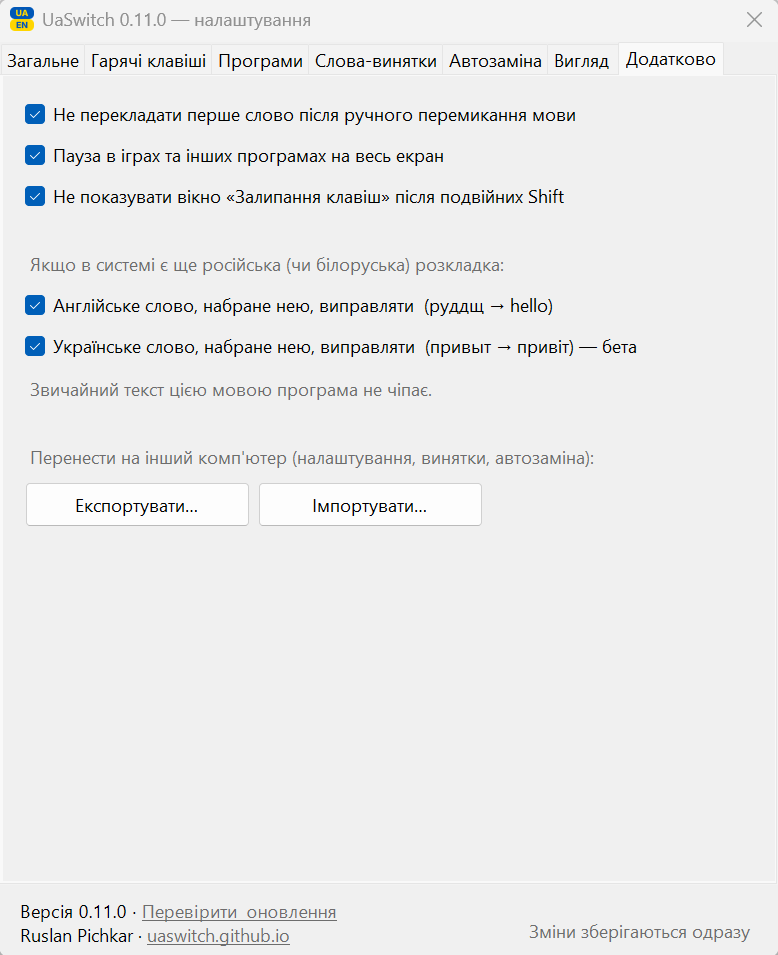 UA
EN
UaSwitch 0.11.0 — налаштування
Загальне Гарячі клавіші Програми Слова-винятки Автозаміна Вигляд Додатково
Не перекладати перше слово після ручного перемикання мови
Пауза в іграх та інших програмах на весь екран
Не показувати вікно «Залипання клавіш» після подвійних Shift
Якщо в системі є ще російська (чи білоруська) розкладка:
Англійське слово, набране нею, виправляти (руддщ → hello)
Українське слово, набране нею, виправляти (привыт → привіт) — бета
Звичайний текст цією мовою програма не чіпає.
Перенести на інший комп'ютер (налаштування, винятки, автозаміна):
Експортувати... Імпортувати...
Версія 0.11.0 · Перевірити оновлення
Ruslan Pichkar · uaswitch.github.io
Зміни зберігаються одразу